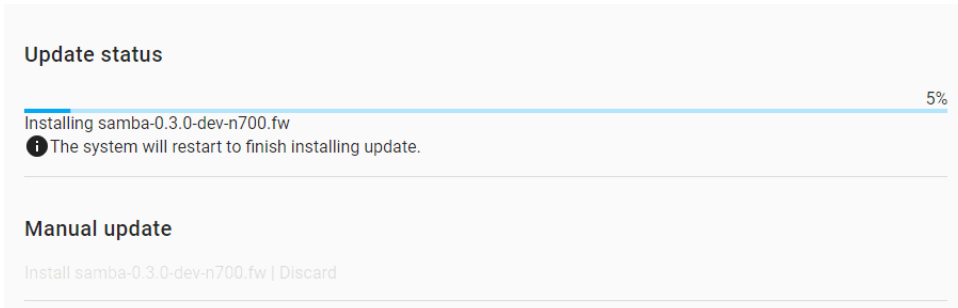 Update status
5%
Installing samba-0.3.0-dev-n700.fw
The system will restart to finish installing update.
Manual update
Install samba-0.3.0-dev-n700.fw | Discard